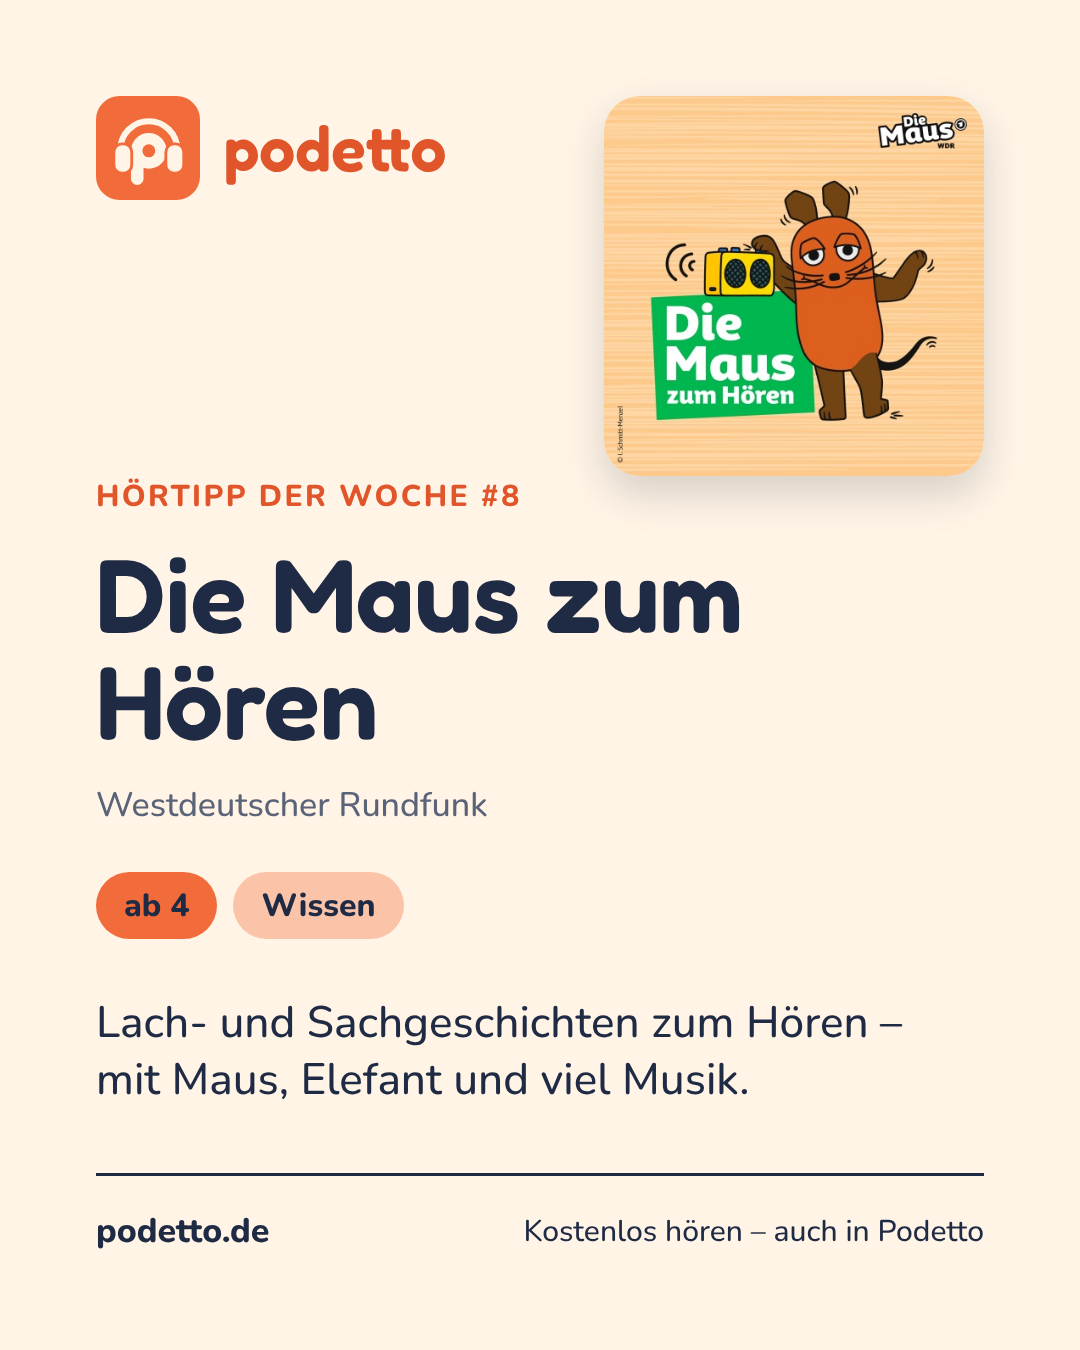 podetto
Die
Maus
WDR
Die
Maus
zum Hören
© I. Schmitt-Menzel
HÖRTIPP DER WOCHE #8
Die Maus zum
Hören
Westdeutscher Rundfunk
ab 4
Wissen
Lach- und Sachgeschichten zum Hören –
mit Maus, Elefant und viel Musik.
podetto.de
Kostenlos hören – auch in Podetto